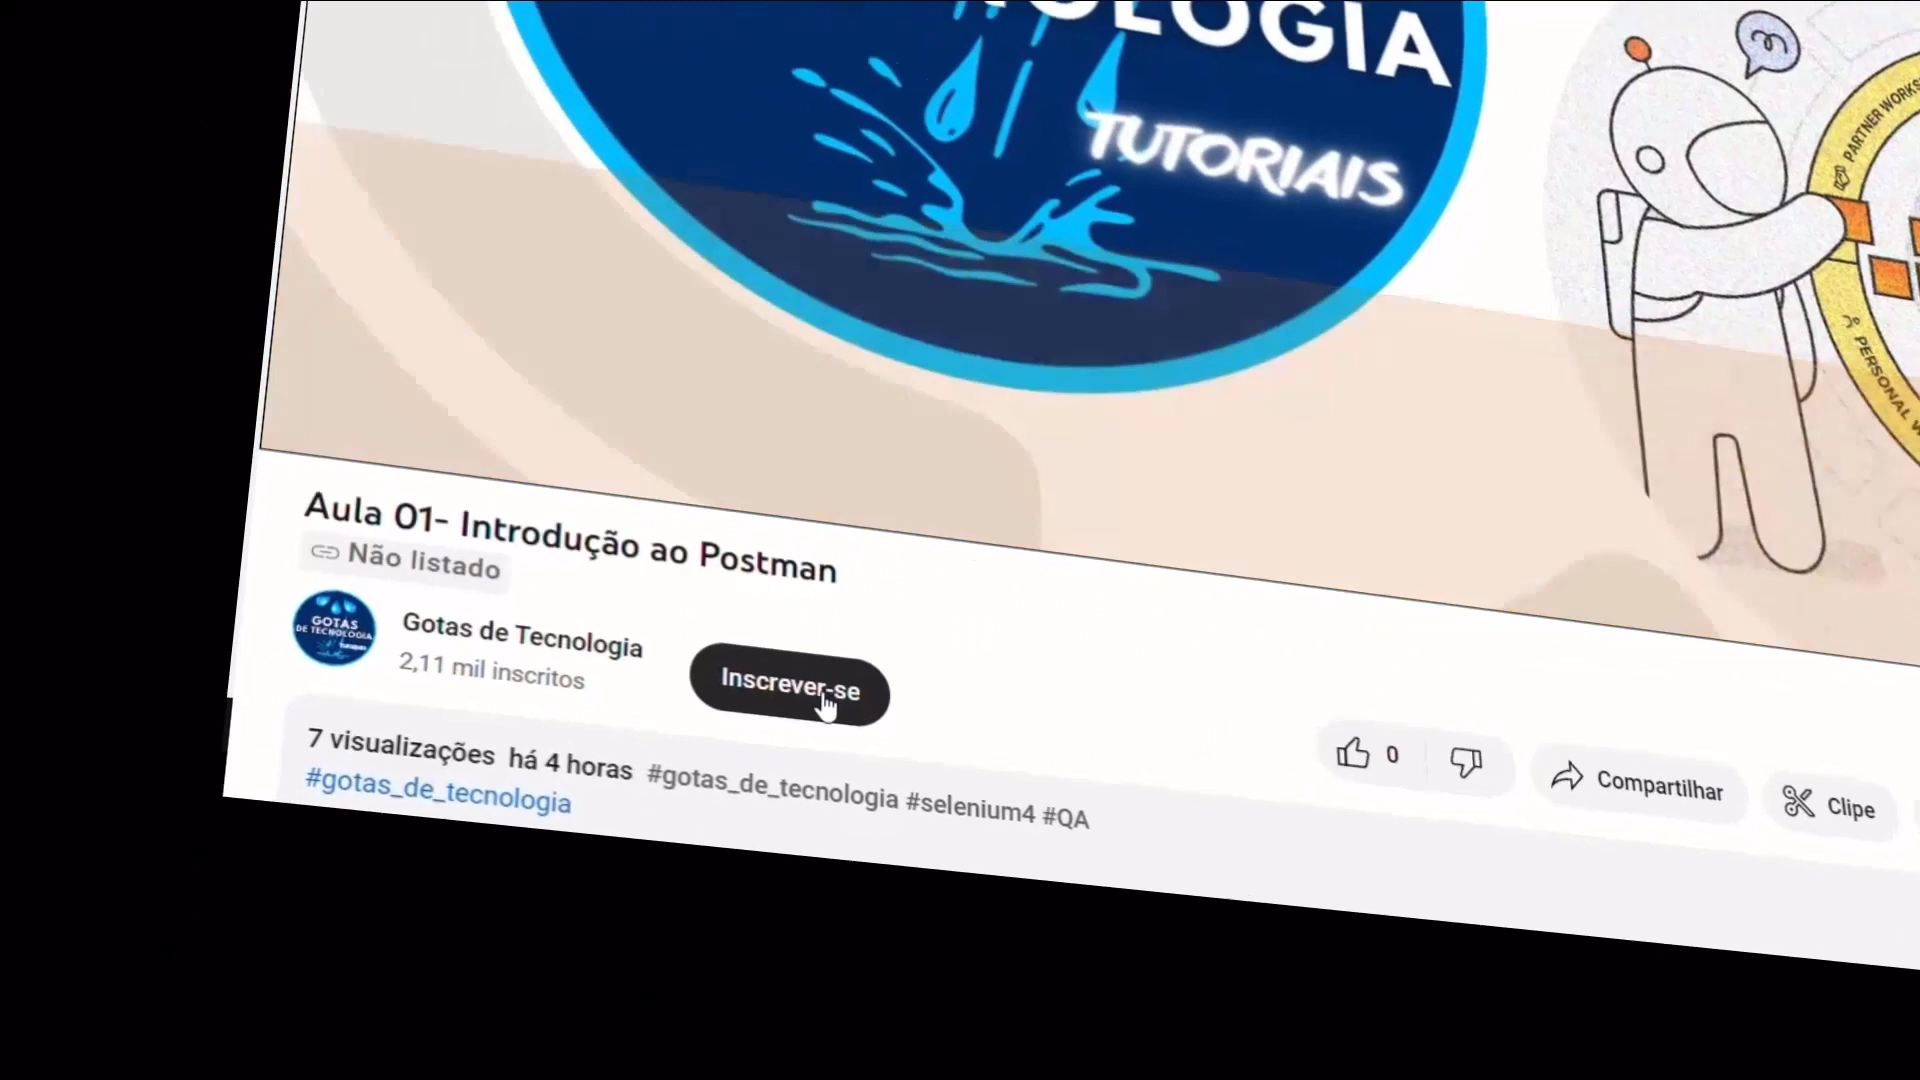 NOLOGIA
TUTORIAIS
PARTNER WORKS
PERSONAL W
Aula 01- Introdução ao Postman
Não listado
GOTAS
DE TECNOLOGIA
Gotas de Tecnologia
2,11 mil inscritos
Inscrever-se
0
Compartilhar
Clipe
7 visualizações há 4 horas #gotas_de_tecnologia #selenium4 #QA
#gotas_de_tecnologia